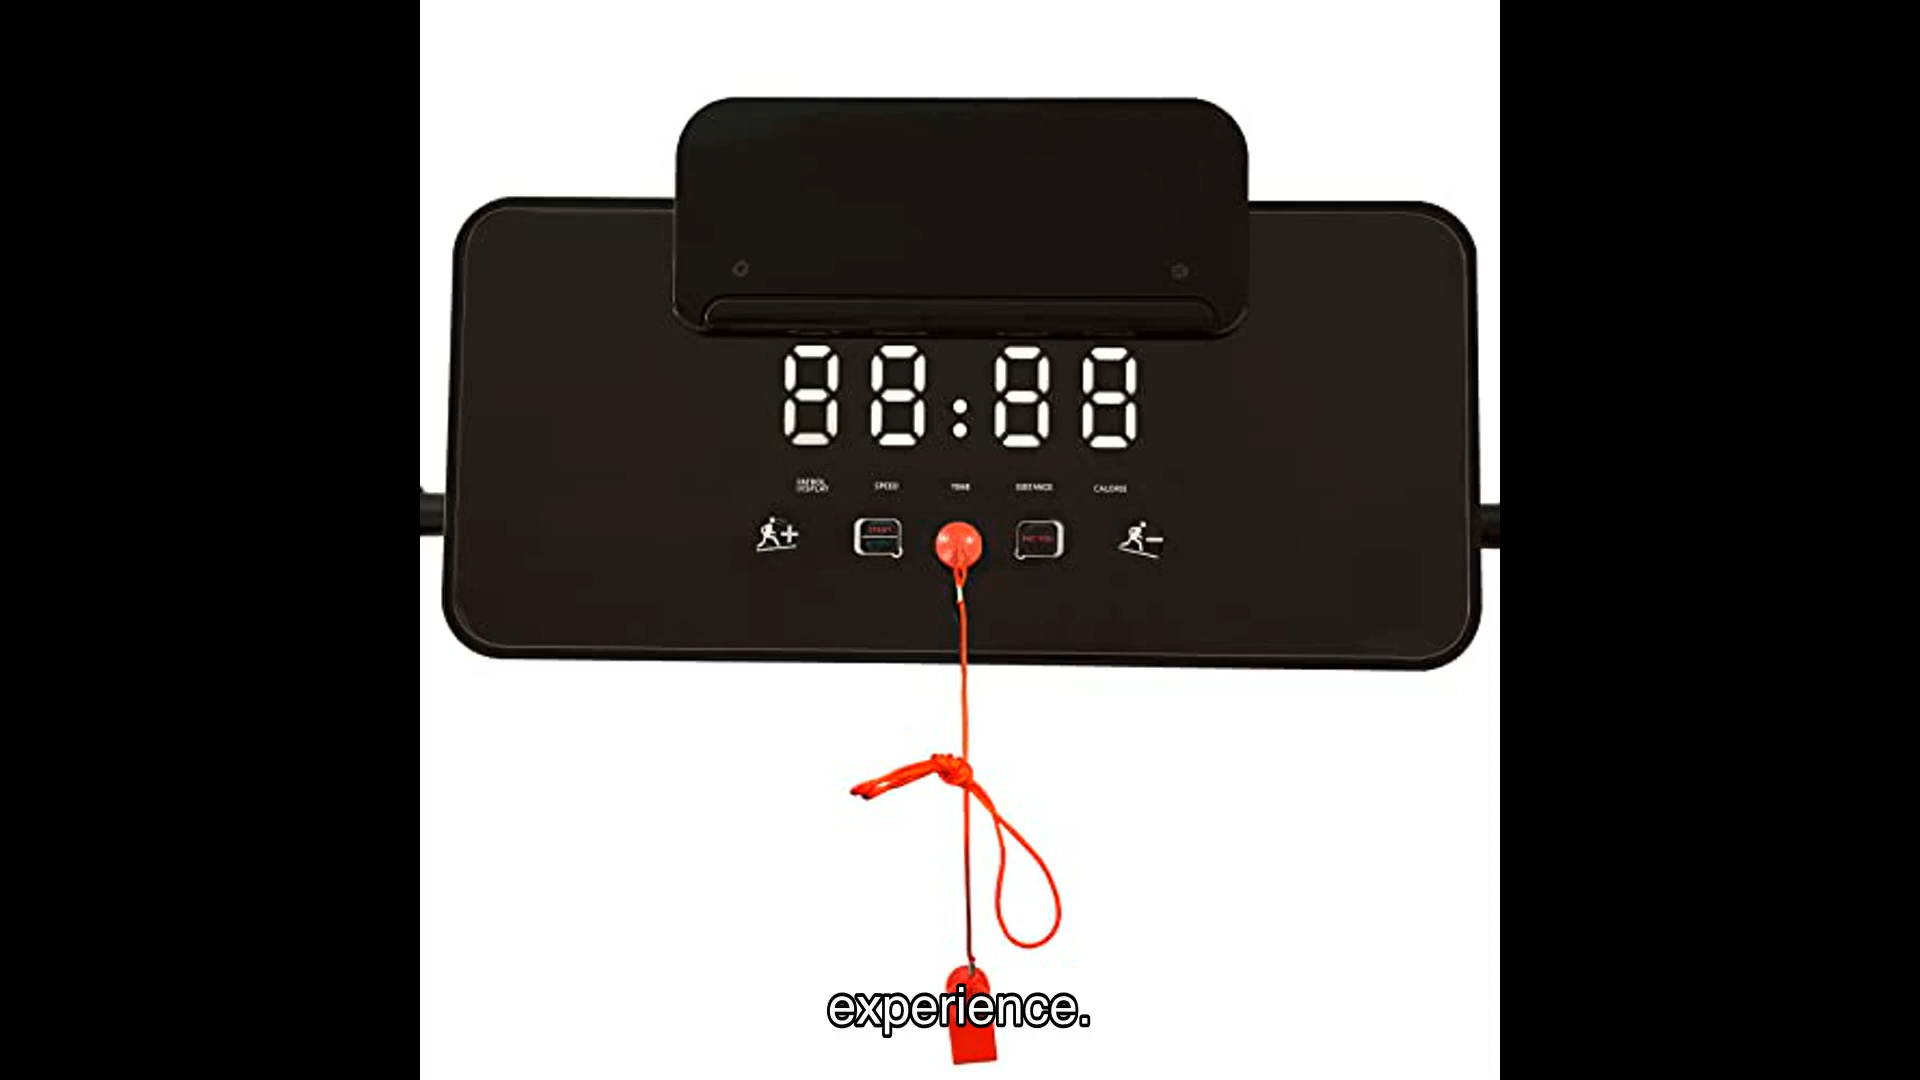 88:88
SPEED
TIME
DISTANCE
CALORIE
experience.